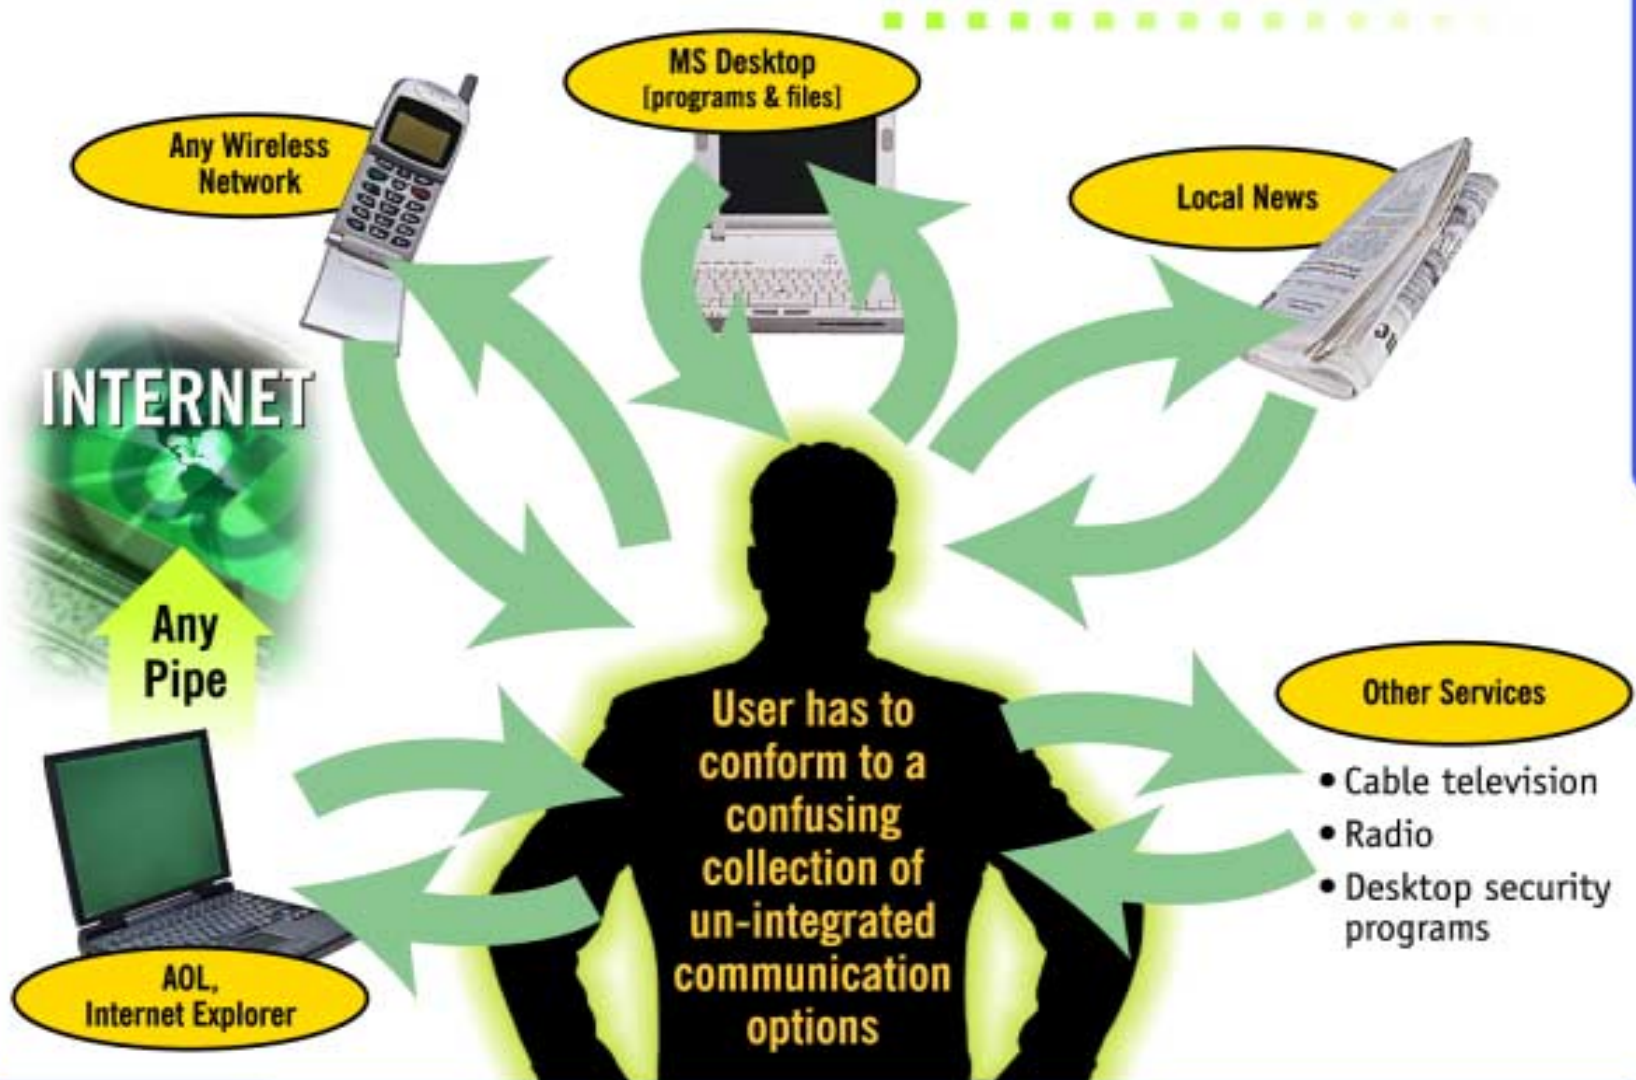 MS Desktop
[programs & files]
Any Wireless
Network
Local News
INTERNET
Any
Pipe
User has to
conform to a
confusing
collection of
un-integrated
communication
options
Other Services
• Cable television
• Radio
• Desktop security
programs
AOL,
Internet Explorer